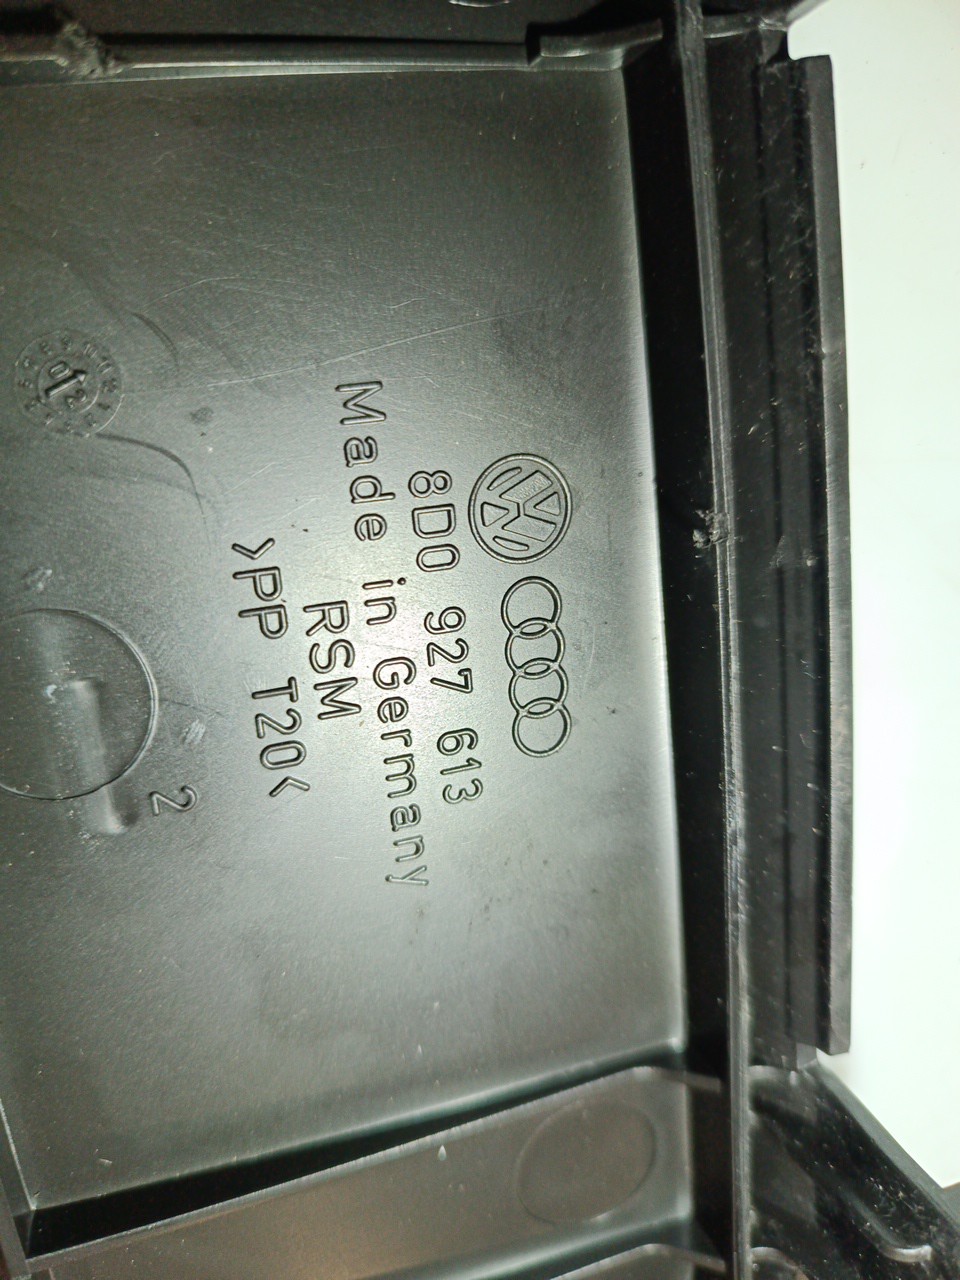 8D0 927 613
Made in Germany
RSM
>PP T20<
2